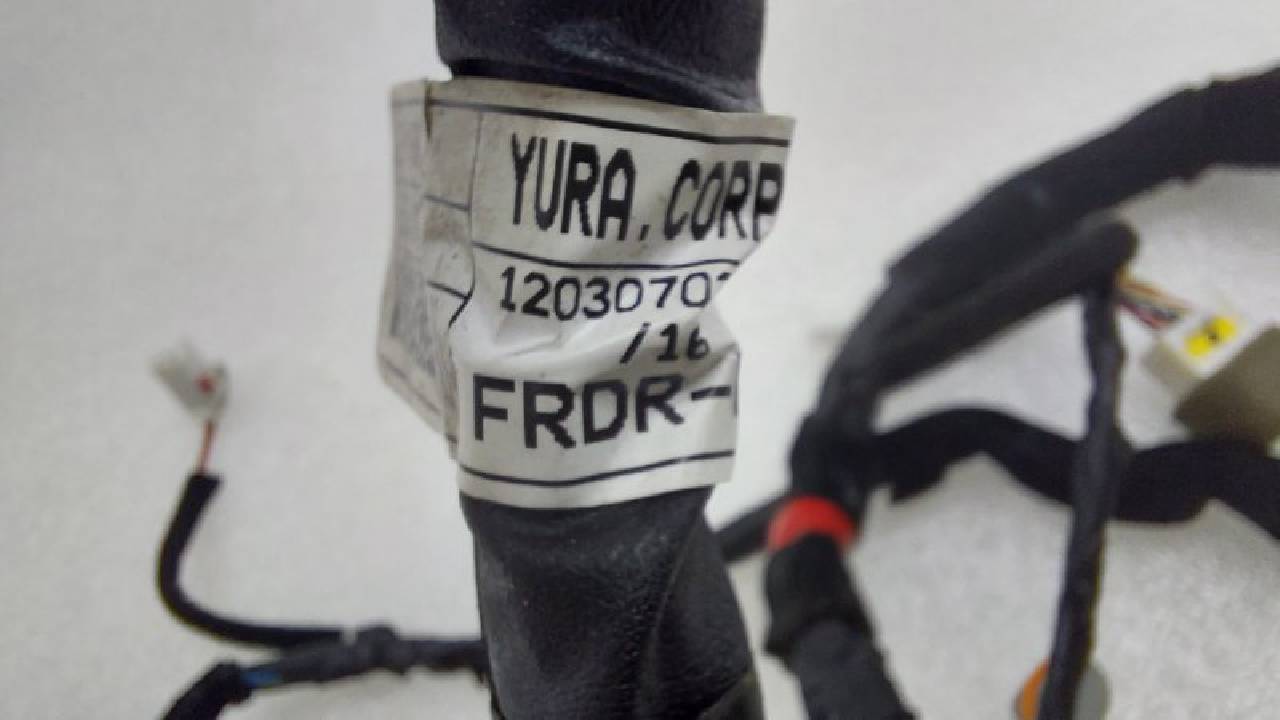 YURA.CORP
1203070
/16
FRDR-